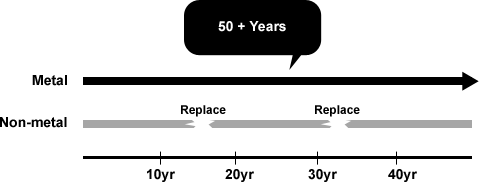 50 + Years
Metal
Replace Replace
Non-metal
10yr 20yr 30yr 40yr